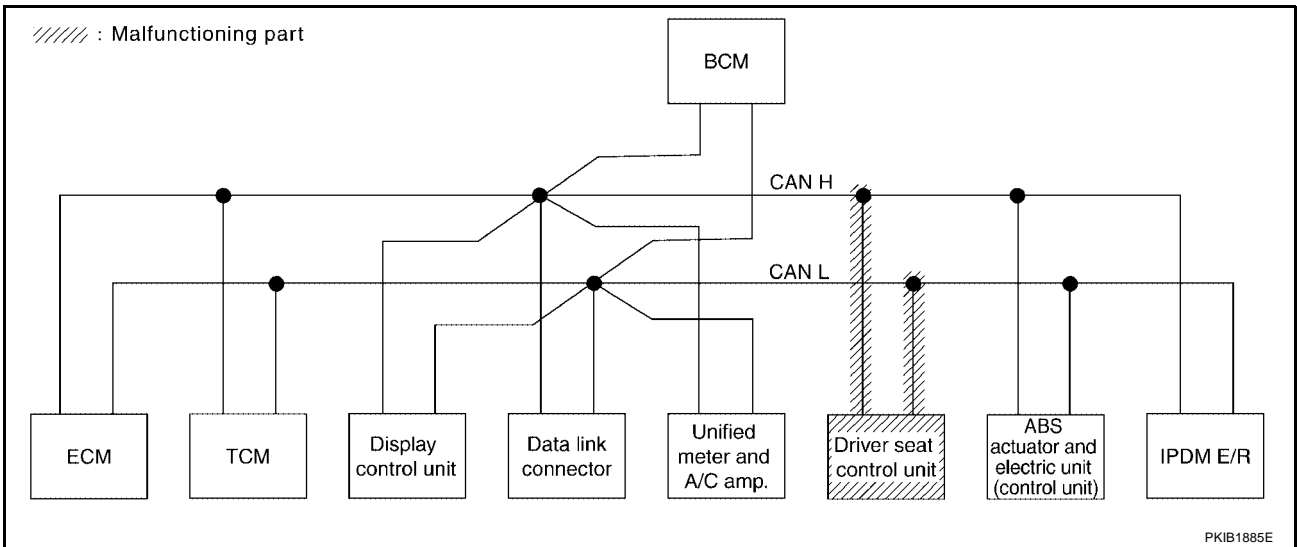 : Malfunctioning part
BCM
CAN H
CAN L
ECM
TCM
Display
control unit
Data link
connector
Unified
meter and
A/C amp.
Driver seat
control unit
ABS
actuator and
electric unit
(control unit)
IPDM E/R
PKIB1885E